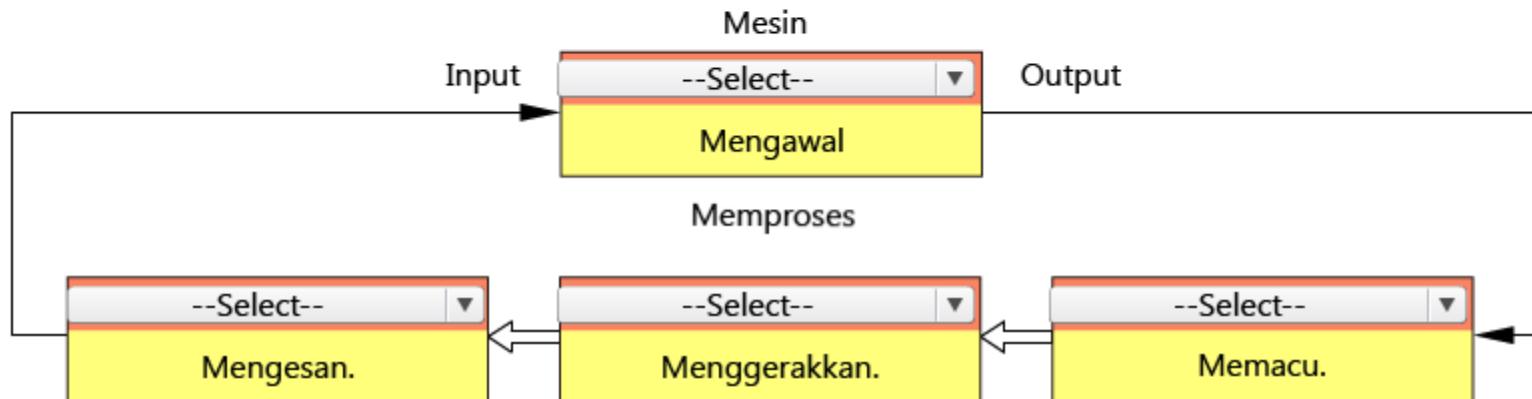 Mesin
Input
--Select--
Output
Mengawal
Memproses
--Select--
--Select--
--Select--
Mengesan.
Menggerakkan.
Memacu.